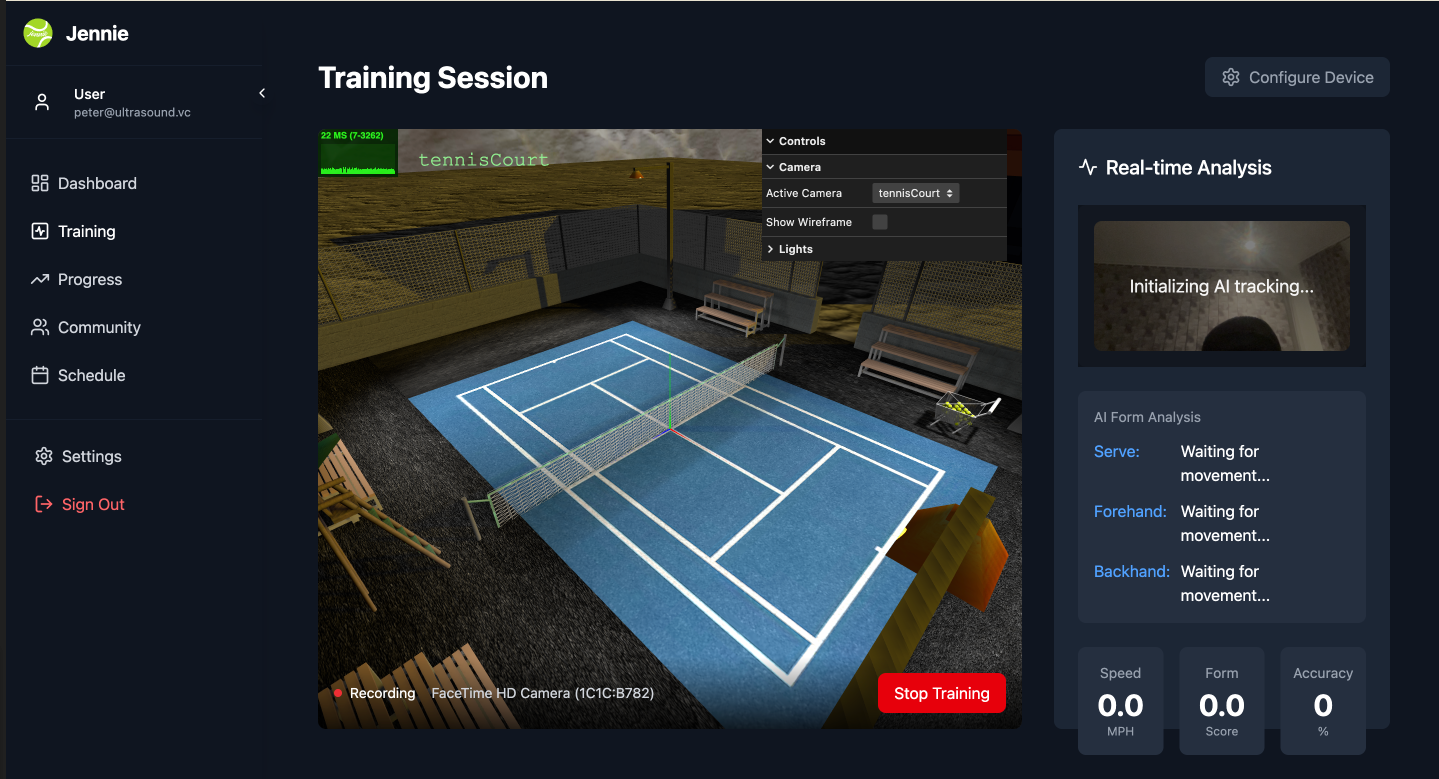 Jennie
User
peter@ultrasound.vc
Dashboard
Training
Progress
Community
Schedule
Settings
Sign Out
Training Session
Configure Device
22 MS (7-3262)
tennisCourt
Controls
Camera
Active Camera tennisCourt
Show Wireframe
Lights
Recording FaceTime HD Camera (1C1C:B782)
Stop Training
Real-time Analysis
Initializing AI tracking...
AI Form Analysis
Serve: Waiting for
movement...
Forehand: Waiting for
movement...
Backhand: Waiting for
movement...
Speed
0.0
MPH
Form
0.0
Score
Accuracy
0
%